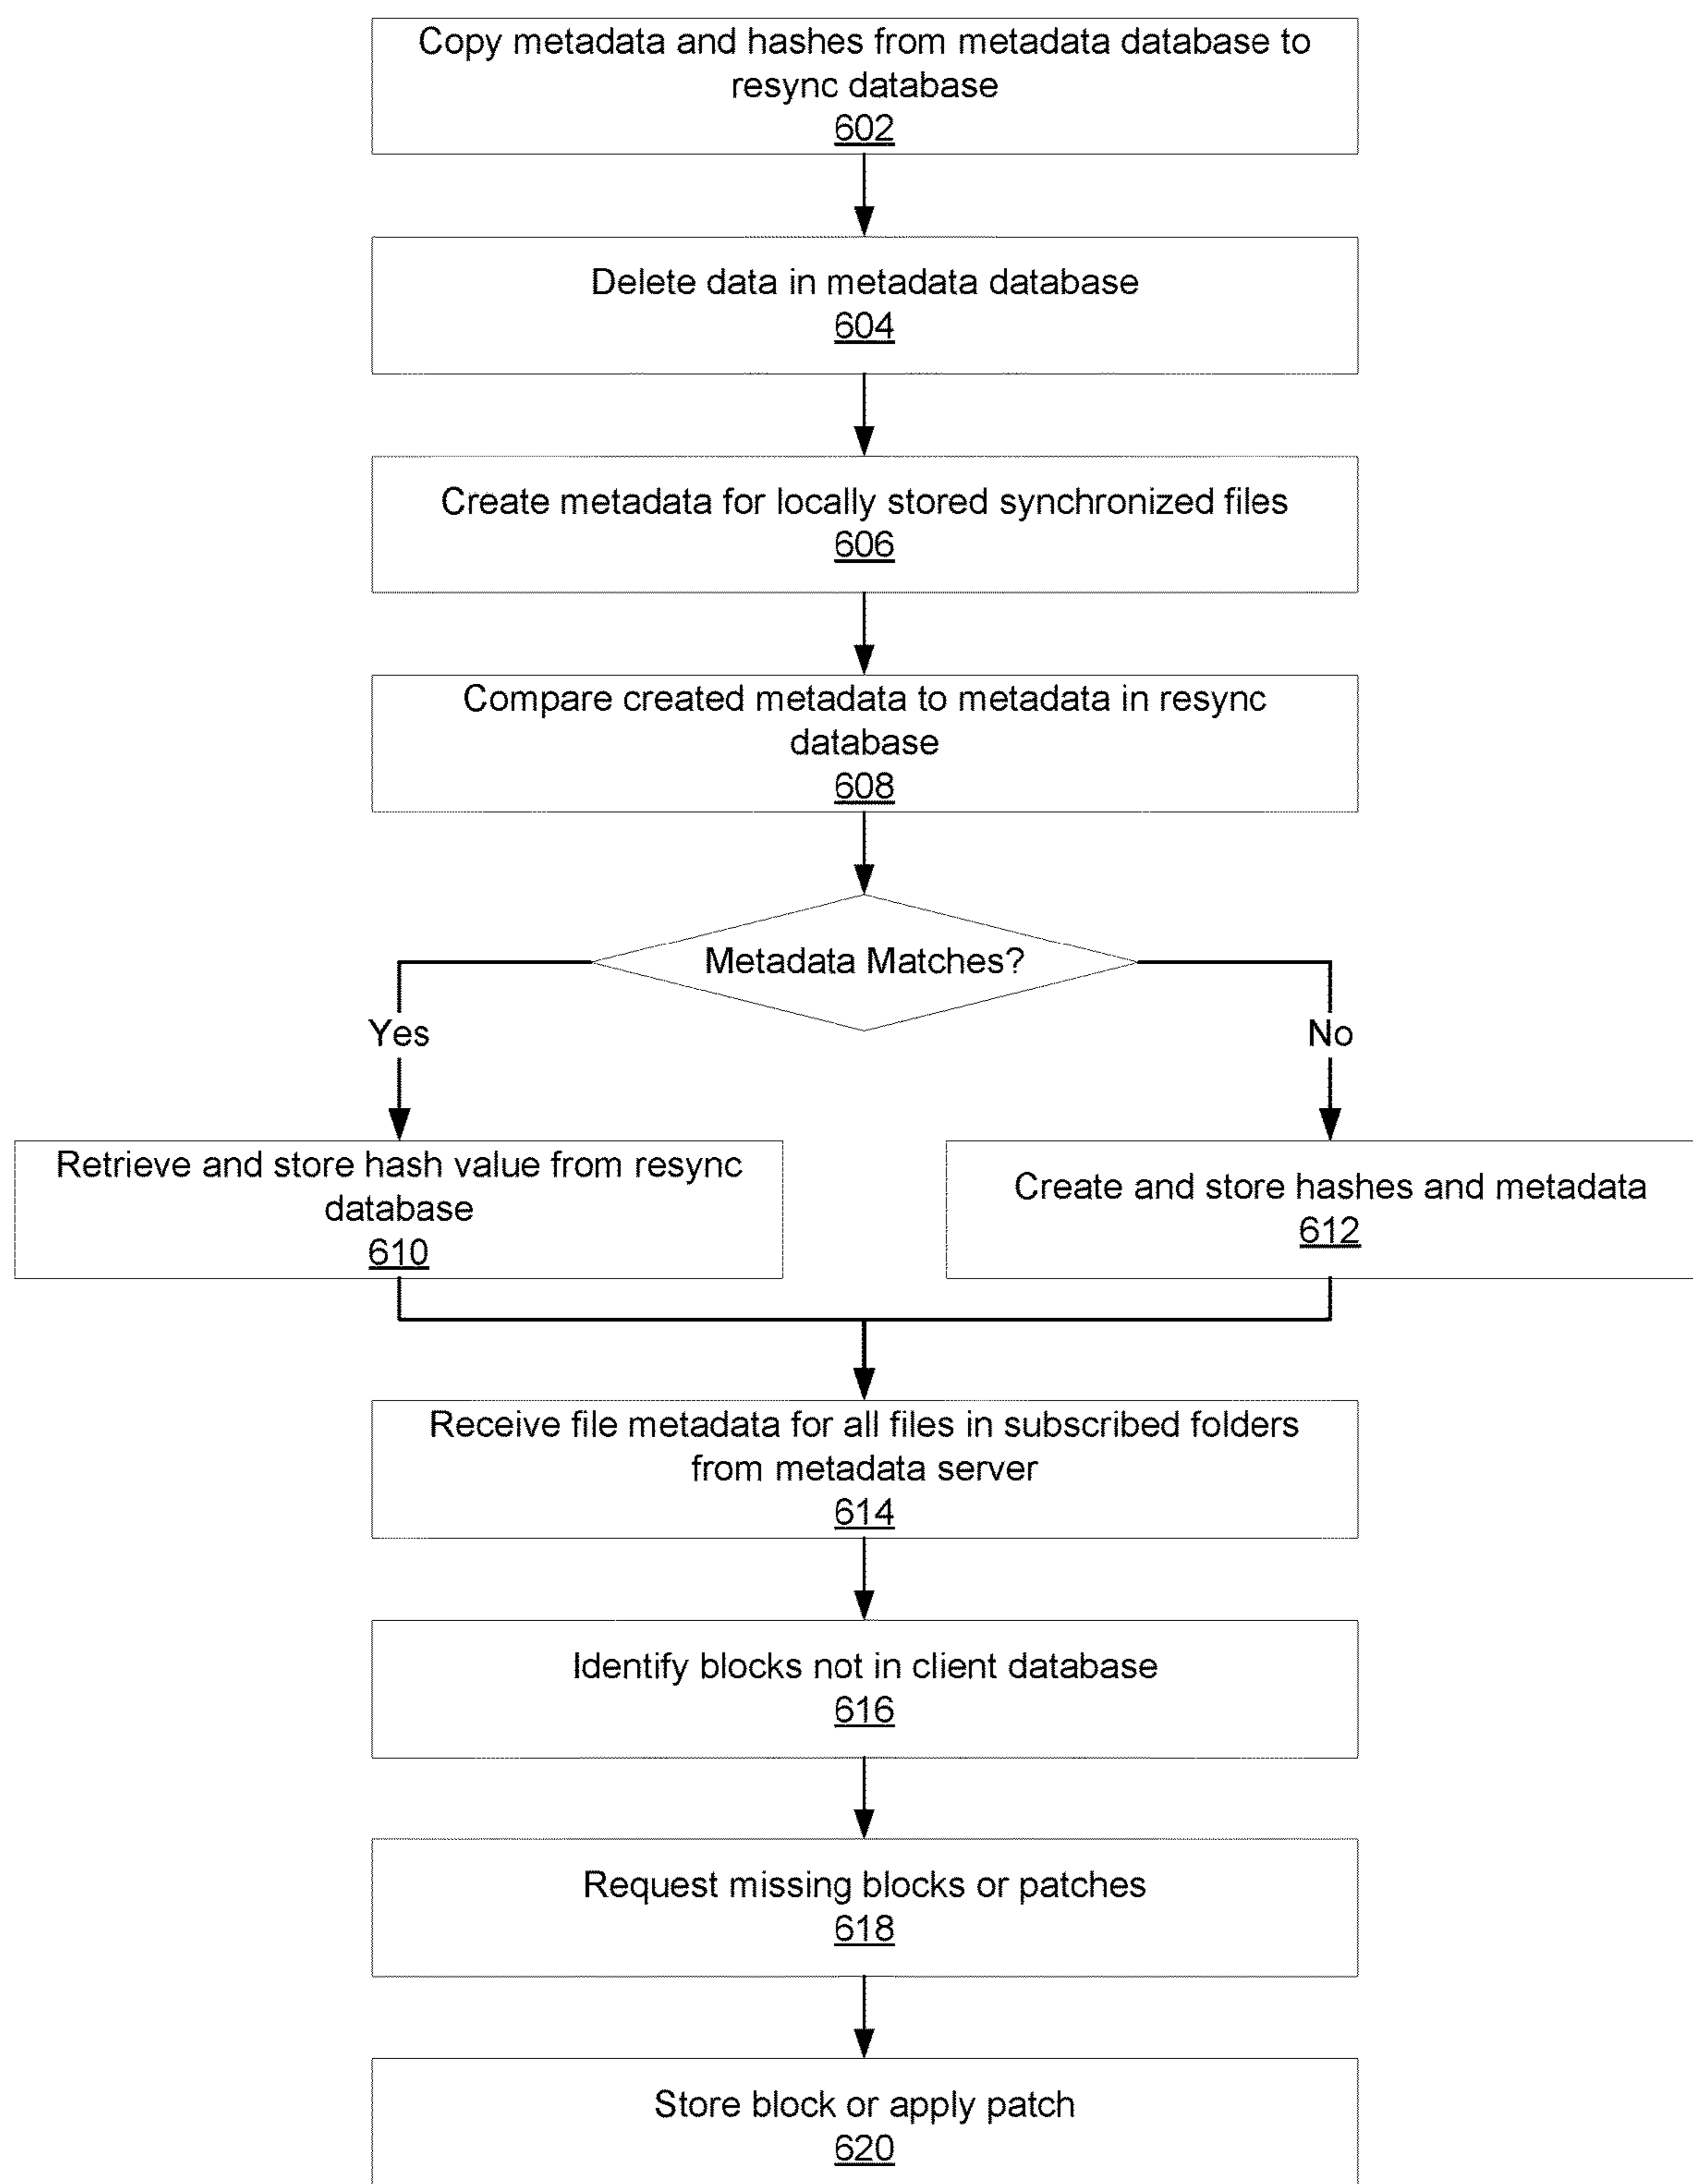 Copy metadata and hashes from metadata database to
resync database
602
Delete data in metadata database
604
Create metadata for locally stored synchronized files
606
Compare created metadata to metadata in resync
database
608
Metadata Matches?
Yes
No
Retrieve and store hash value from resync
database
610
Create and store hashes and metadata
612
Receive file metadata for all files in subscribed folders
from metadata server
614
Identify blocks not in client database
616
Request missing blocks or patches
618
Store block or apply patch
620